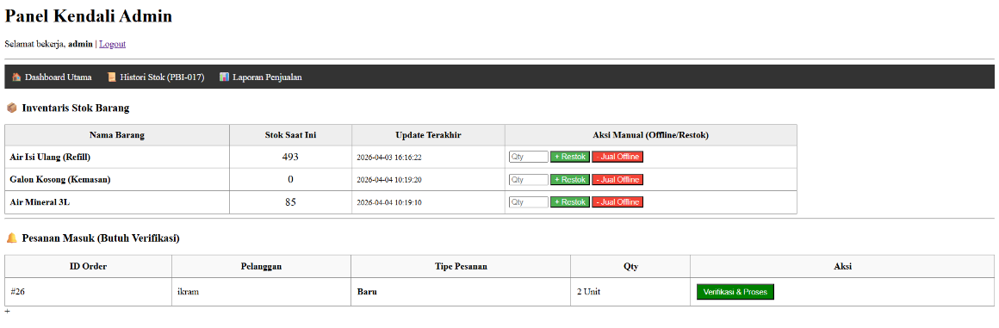 Panel Kendali Admin
Selamat bekerja, admin | Logout
Dashboard Utama Histori Stok (PBI-017) Laporan Penjualan
Inventaris Stok Barang
Nama Barang Stok Saat Ini Update Terakhir Aksi Manual (Offline/Restok)
Air Isi Ulang (Refill) 493 2026-04-03 16:16:22 Qty + Restok - Jual Offline
Galon Kosong (Kemasan) 0 2026-04-04 10:19:20 Qty + Restok - Jual Offline
Air Mineral 3L 85 2026-04-04 10:19:10 Qty + Restok - Jual Offline
Pesanan Masuk (Butuh Verifikasi)
ID Order Pelanggan Tipe Pesanan Qty Aksi
#26 ikram Baru 2 Unit Verifikasi & Proses
+